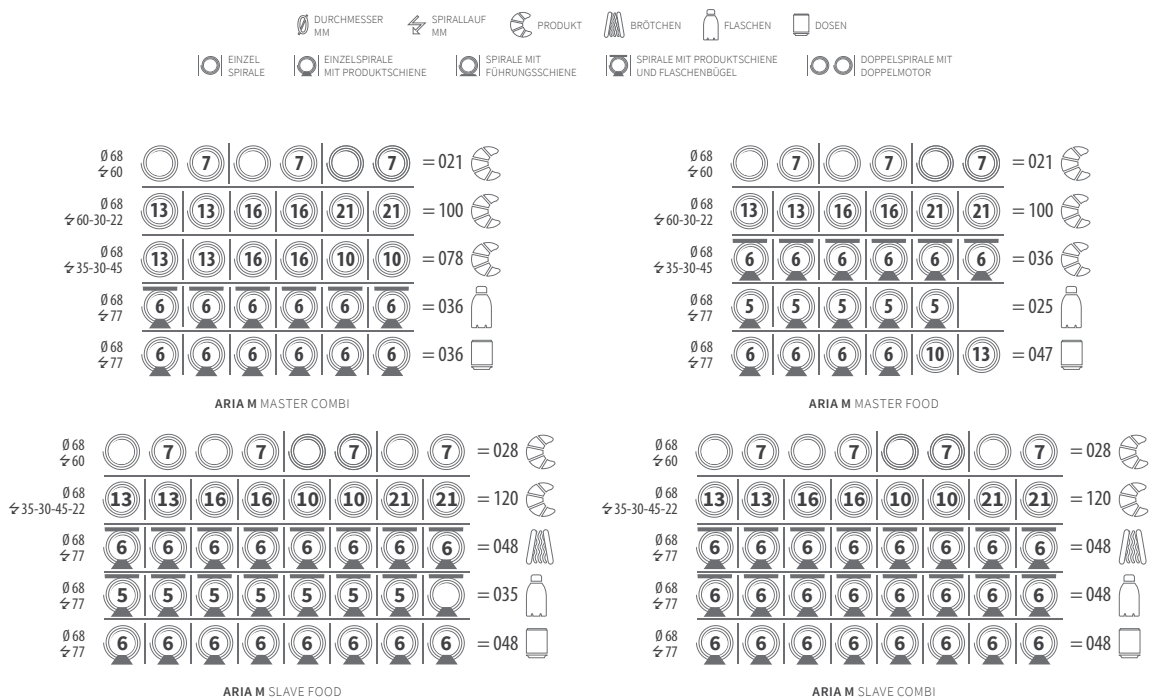 DURCHMESSER MM
SPIRALLAUF MM
PRODUKT
BRÖTCHEN
FLASCHEN
DOSEN
EINZEL SPIRALE
EINZELSPIRALE MIT PRODUKTSCHIENE
SPIRALE MIT FÜHRUNGSSCHIENE
SPIRALE MIT PRODUKTSCHIENE UND FLASCHENBÜGEL
DOPPELSPIRALE MIT DOPPELMOTOR
Ø 68
60
7 7 7 = 021
Ø 68
60-30-22
13 13 16 16 21 21 = 100
Ø 68
35-30-45
13 13 16 16 10 10 = 078
Ø 68
77
6 6 6 6 6 6 = 036
Ø 68
77
6 6 6 6 6 6 = 036
ARIA M MASTER COMBI
Ø 68
60
7 7 7 = 021
Ø 68
60-30-22
13 13 16 16 21 21 = 100
Ø 68
35-30-45
6 6 6 6 6 6 = 036
Ø 68
77
5 5 5 5 5 = 025
Ø 68
77
6 6 6 6 10 13 = 047
ARIA M MASTER FOOD
Ø 68
60
7 7 7 7 = 028
Ø 68
35-30-45-22
13 13 16 16 10 10 21 21 = 120
Ø 68
77
6 6 6 6 6 6 6 6 = 048
Ø 68
77
5 5 5 5 5 5 5 = 035
Ø 68
77
6 6 6 6 6 6 6 6 = 048
ARIA M SLAVE FOOD
Ø 68
60
7 7 7 7 = 028
Ø 68
35-30-45-22
13 13 16 16 10 10 21 21 = 120
Ø 68
77
6 6 6 6 6 6 6 6 = 048
Ø 68
77
6 6 6 6 6 6 6 6 = 048
Ø 68
77
6 6 6 6 6 6 6 6 = 048
ARIA M SLAVE COMBI